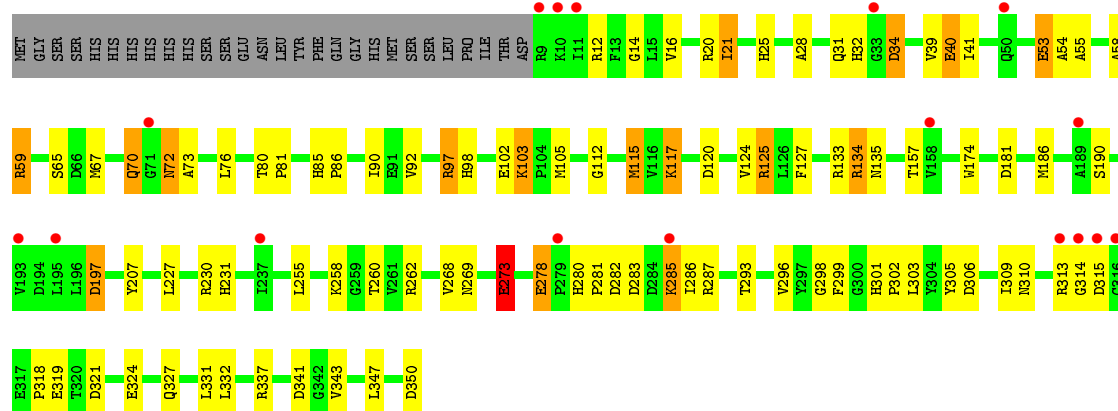 MET GLY SER SER HIS HIS HIS HIS HIS HIS SER SER GLU ASN LEU TYR PHE GLN GLY HIS MET SER SER LEU PRO ILE THR ASP R9 K10 I11 R12 F13 G14 L15 V16 R20 I21 H25 A28 Q31 H32 G33 D34 V39 E40 I41 Q50 E53 A54 A55 A58
R59 S65 D66 M67 Q70 G71 N72 A73 L76 T80 P81 H85 P86 I90 E91 V92 R97 H98 E102 K103 P104 M105 G112 M115 V116 K117 D120 V124 R125 L126 F127 R133 R134 N135 T157 V158 W174 D181 M186 A189 S190
V193 D194 L195 L196 D197 Y207 L227 R230 H231 I237 L255 K258 G259 T260 V261 R262 V268 N269 E273 E278 P279 H280 P281 D282 D283 D284 K285 I286 R287 T293 V296 Y297 G298 F299 G300 H301 P302 L303 Y304 Y305 D306 I309 N310 R313 G314 D315 G316
E317 P318 E319 T320 D321 E324 Q327 L331 L332 R337 D341 G342 V343 L347 D350